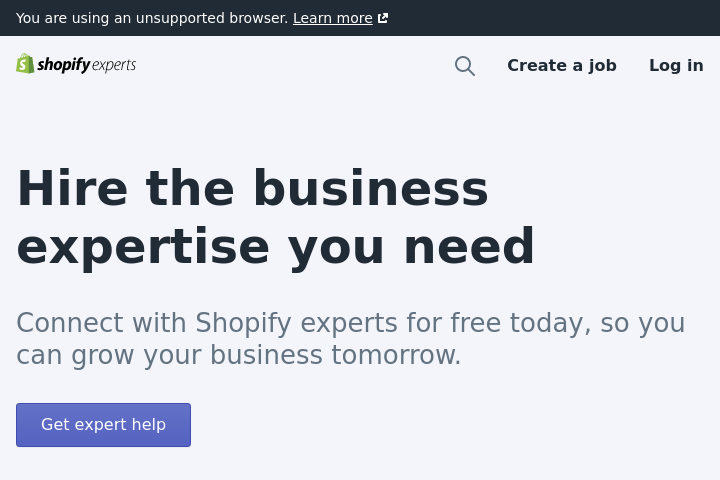 You are using an unsupported browser. Learn more
shopify experts
Create a job
Log in
Hire the business
expertise you need
Connect with Shopify experts for free today, so you
can grow your business tomorrow.
Get expert help